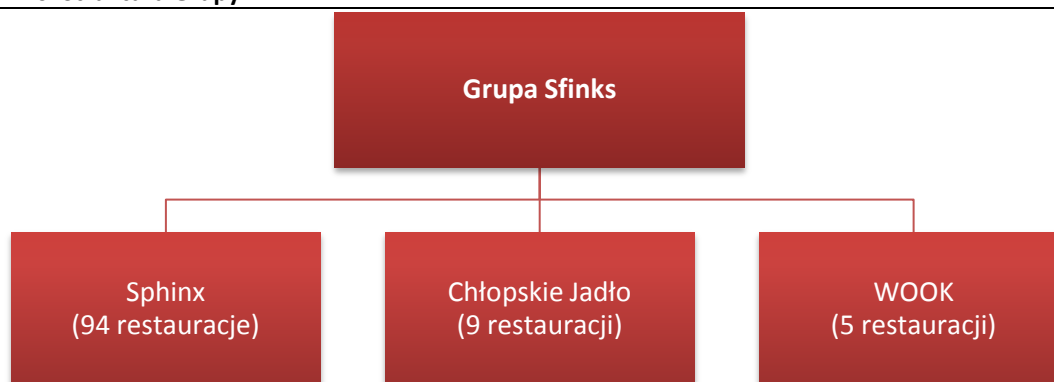 Grupa Sfinks
Sphinx
(94 restauracje)
Chłopskie Jadło
(9 restauracji)
WOOK
(5 restauracji)